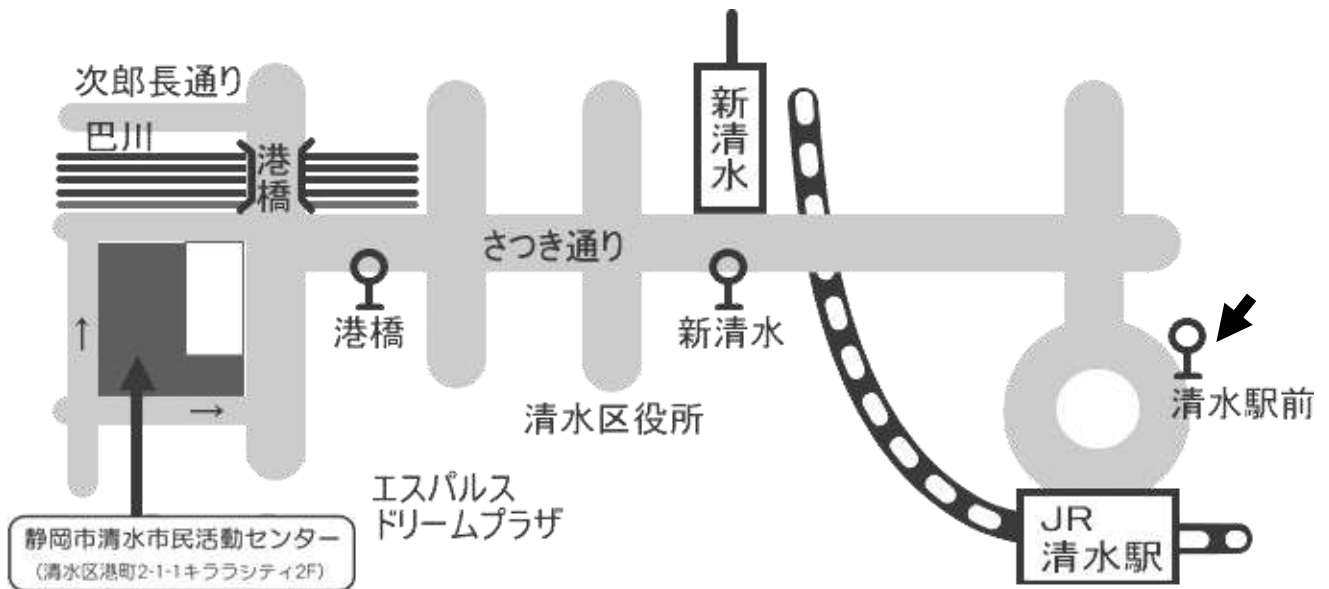 次郎長通り
巴川
港橋
新清水
さつき通り
港橋
新清水
清水駅前
清水区役所
エスパルス
ドリームプラザ
静岡市清水市民活動センター
(清水区港町2-1-1キララシティ2F)
JR
清水駅